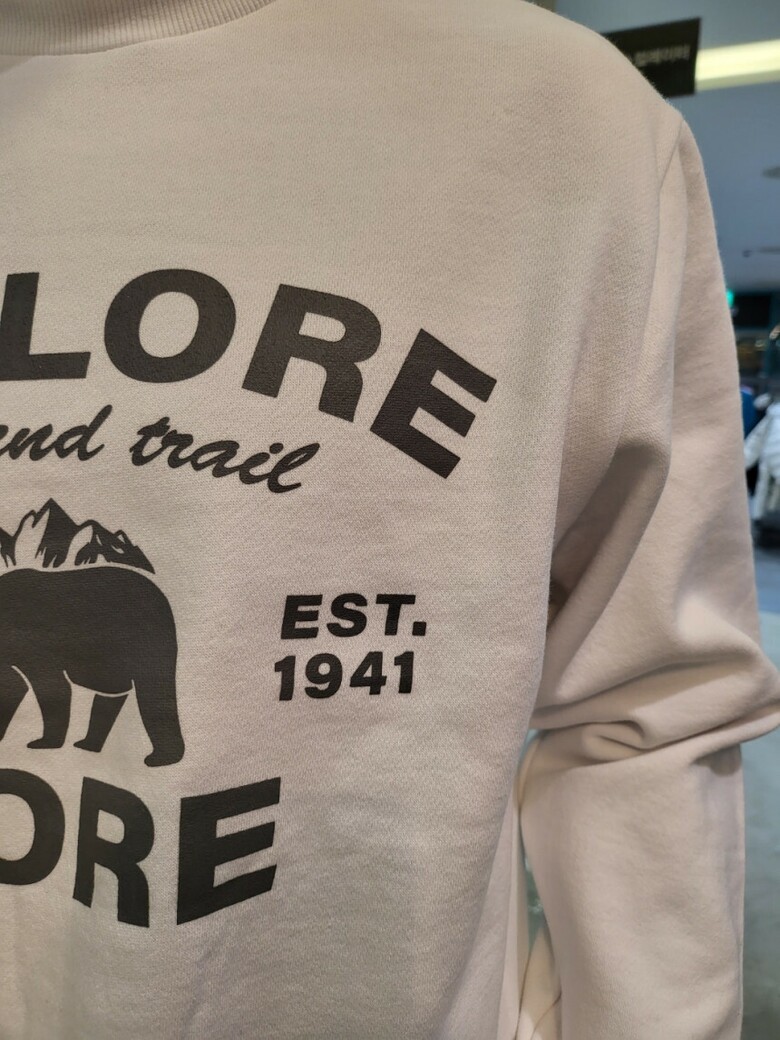 LORE
and trail
EST.
1941
ORE